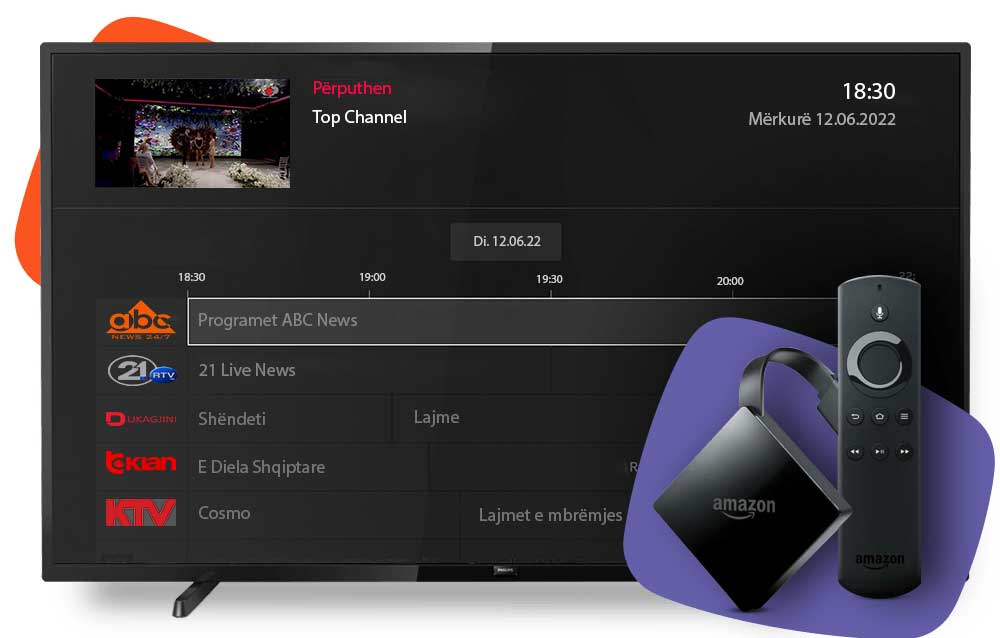 Përputhen
Top Channel
18:30
Mërkurë 12.06.2022
Di. 12.06.22
18:30
19:00
19:30
20:00
22:
abc
NEWS 24/7
Programet ABC News
21
RTV
21 Live News
DUKAGJINI
Shëndeti
Lajme
Klan
E Diela Shqiptare
KTV
Cosmo
Lajmet e mbrëmjes
PHILIPS
amazon
amazon